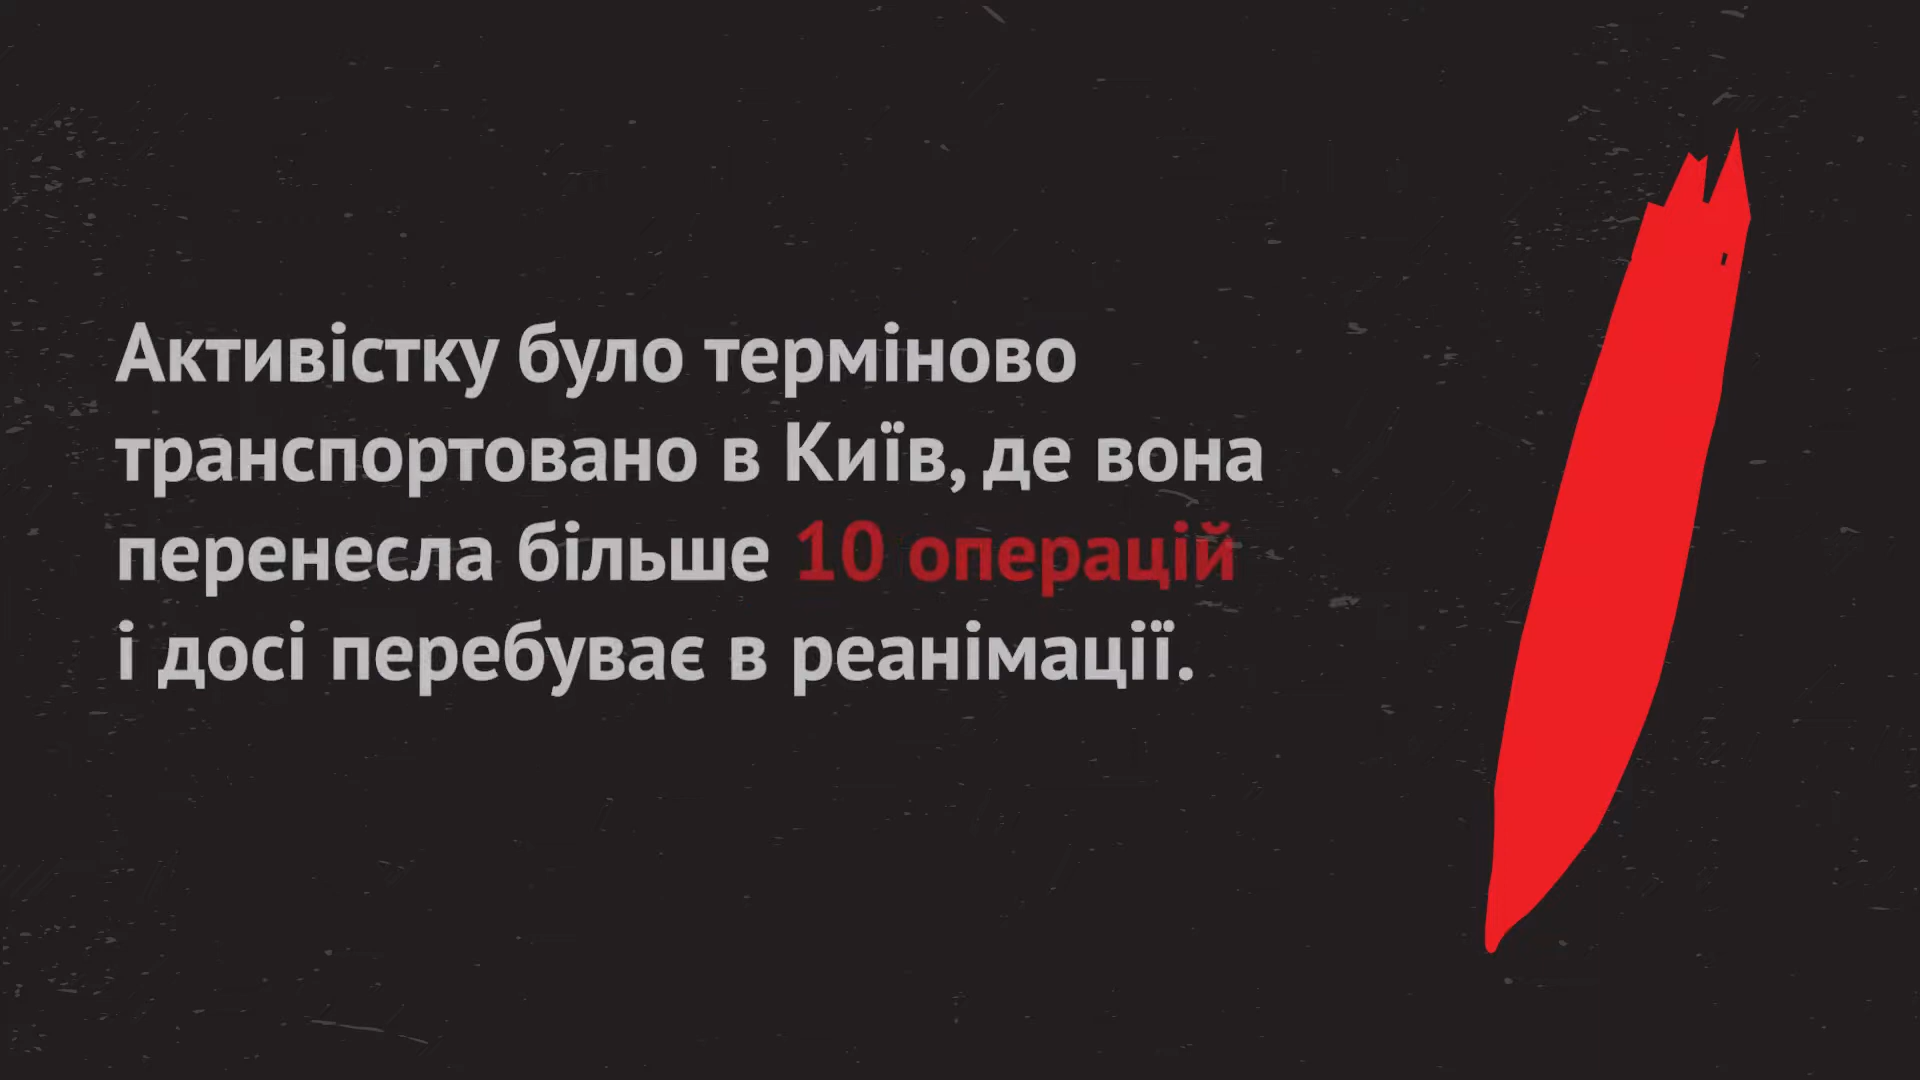 Активістку було терміново
транспортовано в Київ, де вона
перенесла більше 10 операцій
і досі перебуває в реанімації.